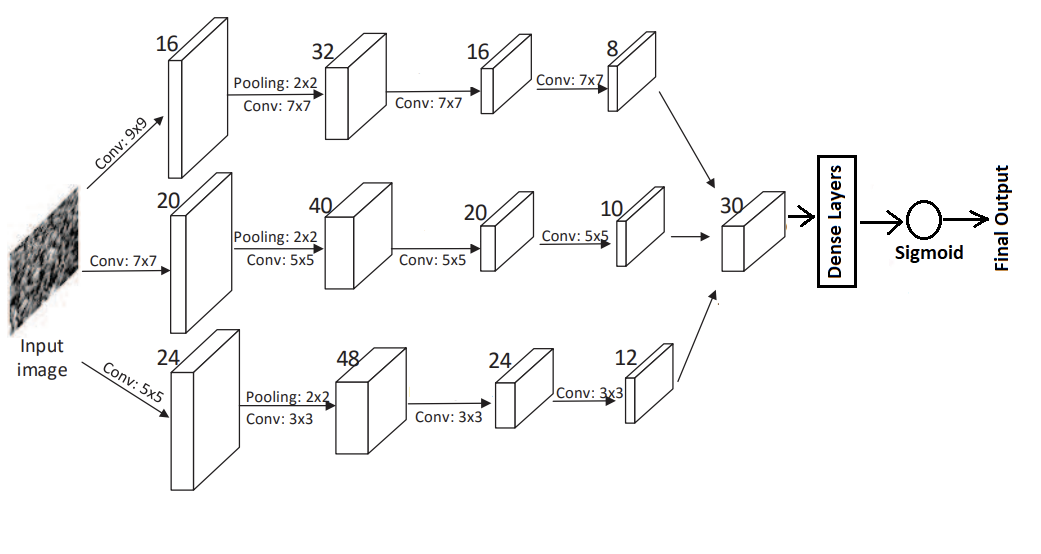 16
32
16
8
Pooling: 2x2
Conv: 7x7
Conv: 7x7
Conv: 7x7
Conv: 9x9
20
40
20
10
30
Conv: 7x7
Pooling: 2x2
Conv: 5x5
Conv: 5x5
Conv: 5x5
Dense Layers
Sigmoid
Final Output
Input
image
24
48
24
12
Conv: 5x5
Pooling: 2x2
Conv: 3x3
Conv: 3x3
Conv: 3x3